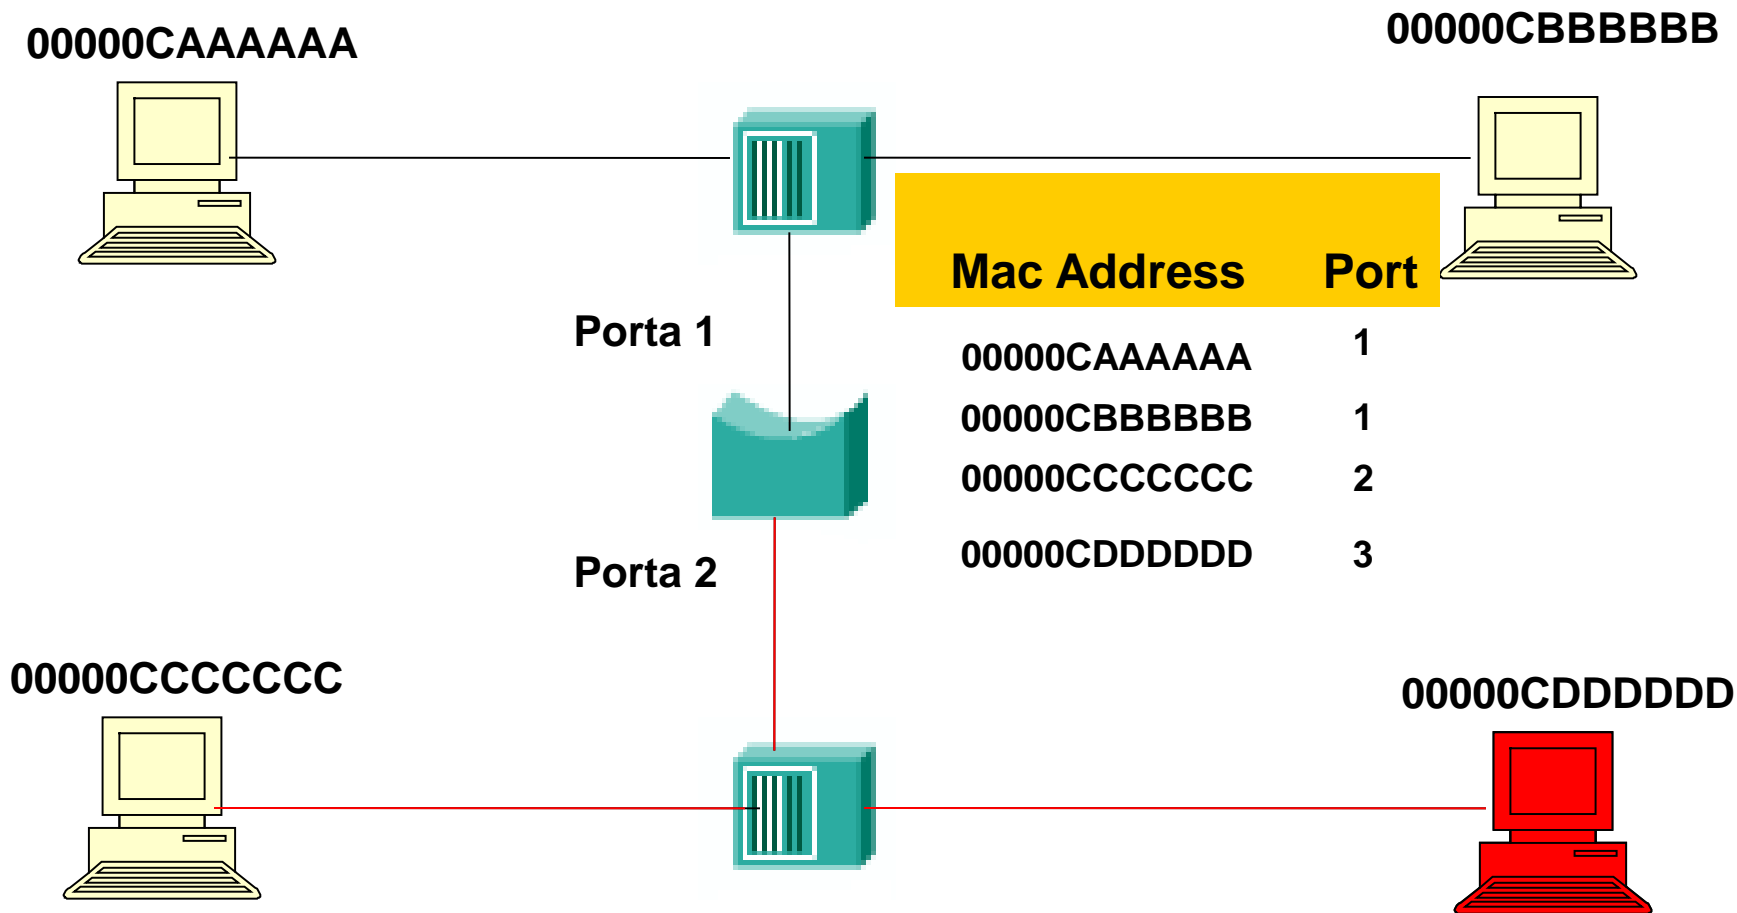 00000CAAAAAA
00000CBBBBBB
Mac Address Port
Porta 1
00000CAAAAAA 1
00000CBBBBBB 1
00000CCCCCCC 2
00000CDDDDDD 3
Porta 2
00000CCCCCCC
00000CDDDDDD